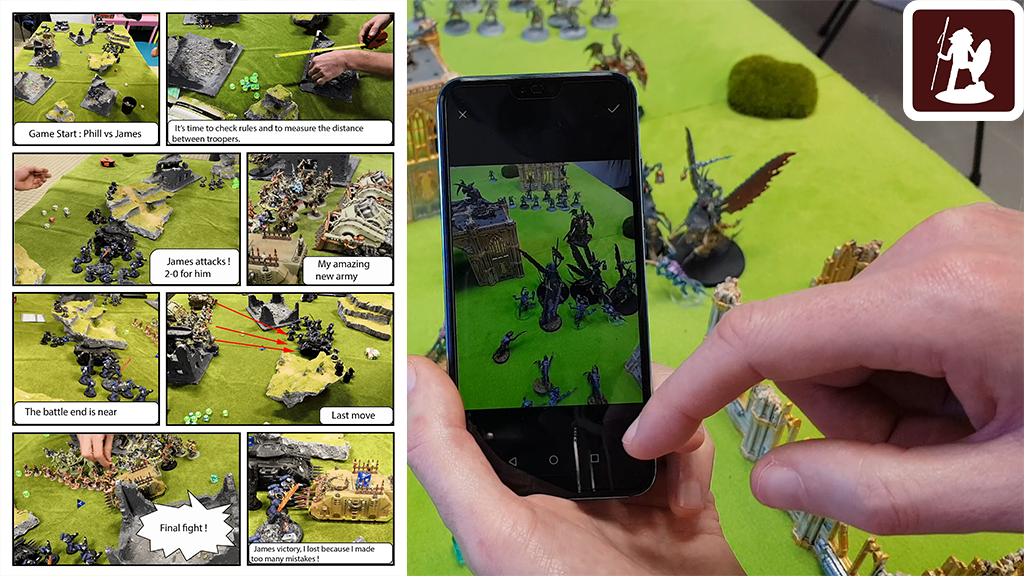 Game Start : Phill vs James
It's time to check rules and to measure the distance
between troopers.
James attacks !
2-0 for him
My amazing
new army
The battle end is near
Last move
Final fight !
James victory, I lost because I made
too many mistakes !